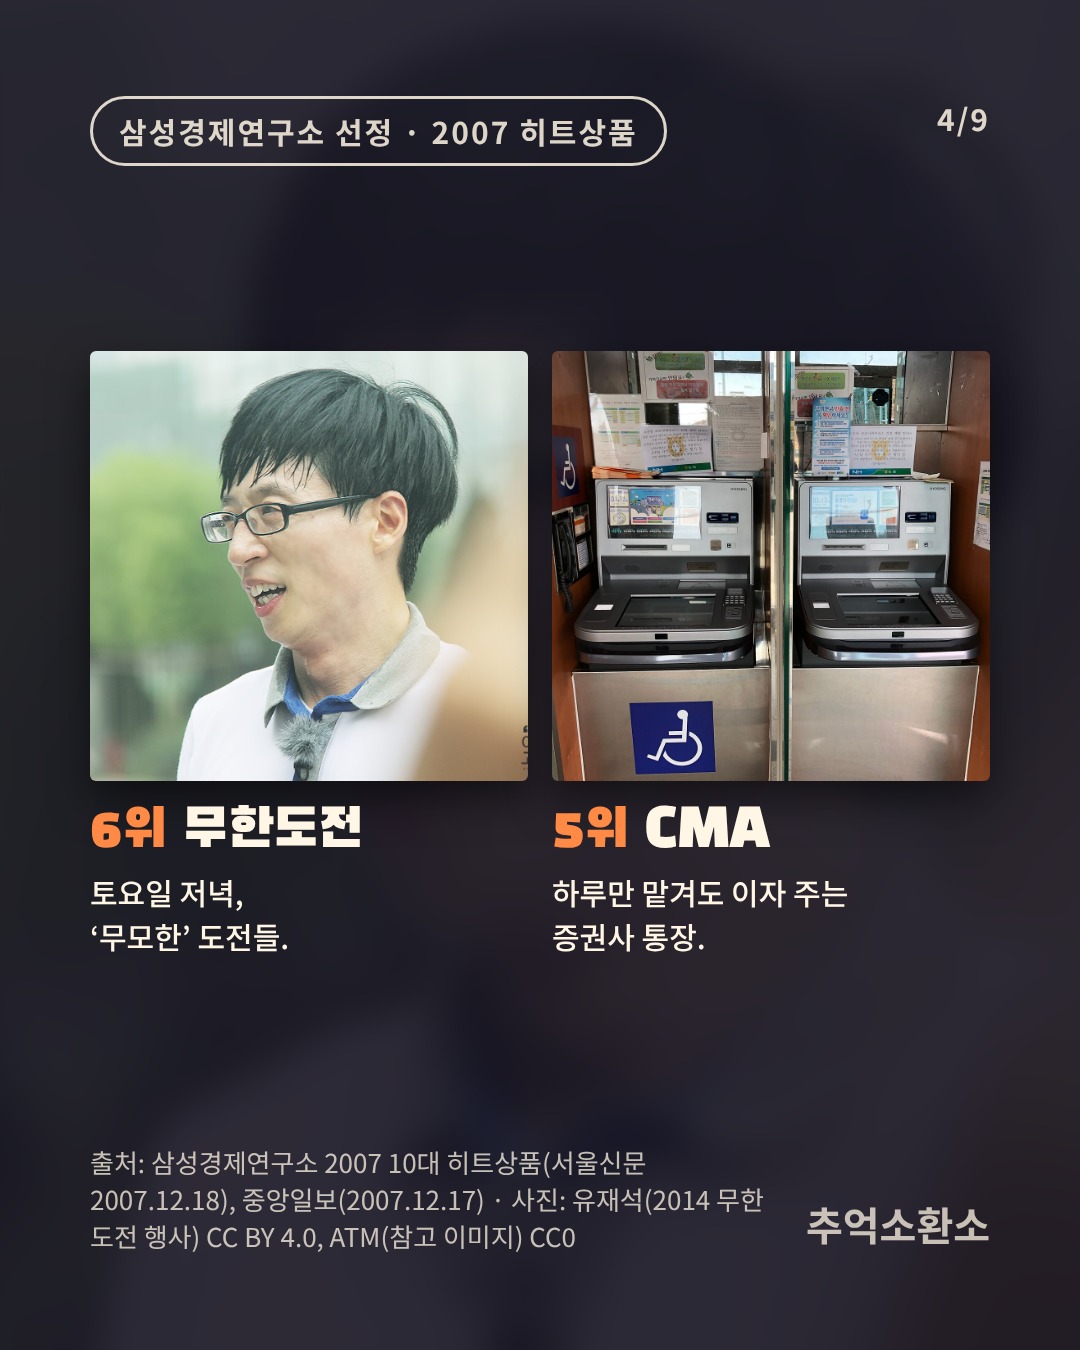 삼성경제연구소 선정 · 2007 히트상품
4/9
6위 무한도전
토요일 저녁,
‘무모한’ 도전들.
5위 CMA
하루만 맡겨도 이자 주는
증권사 통장.
출처: 삼성경제연구소 2007 10대 히트상품(서울신문
2007.12.18), 중앙일보(2007.12.17) · 사진: 유재석(2014 무한
도전 행사) CC BY 4.0, ATM(참고 이미지) CC0
추억소환소